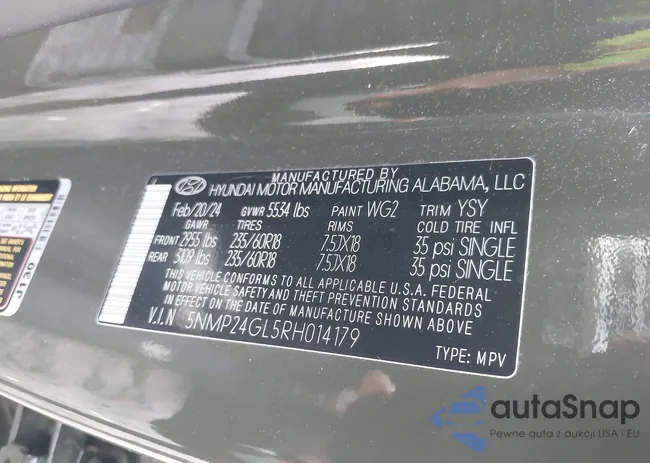 MANUFACTURED BY
HYUNDAI MOTOR MANUFACTURING ALABAMA, LLC
Feb/20/24 GVWR 5534 lbs PAINT WG2 TRIM YSY
GAWR TIRES RIMS COLD TIRE INFL
FRONT 2955 lbs 235/60R18 7.5JX18 35 psi SINGLE
REAR 3109 lbs 235/60R18 7.5JX18 35 psi SINGLE
THIS VEHICLE CONFORMS TO ALL APPLICABLE U.S.A. FEDERAL
MOTOR VEHICLE SAFETY AND THEFT PREVENTION STANDARDS
IN EFFECT ON THE DATE OF MANUFACTURE SHOWN ABOVE
V.I.N 5NMP24GL5RH014179
TYPE: MPV
autaSnap
Pewne auta z aukcji USA i EU